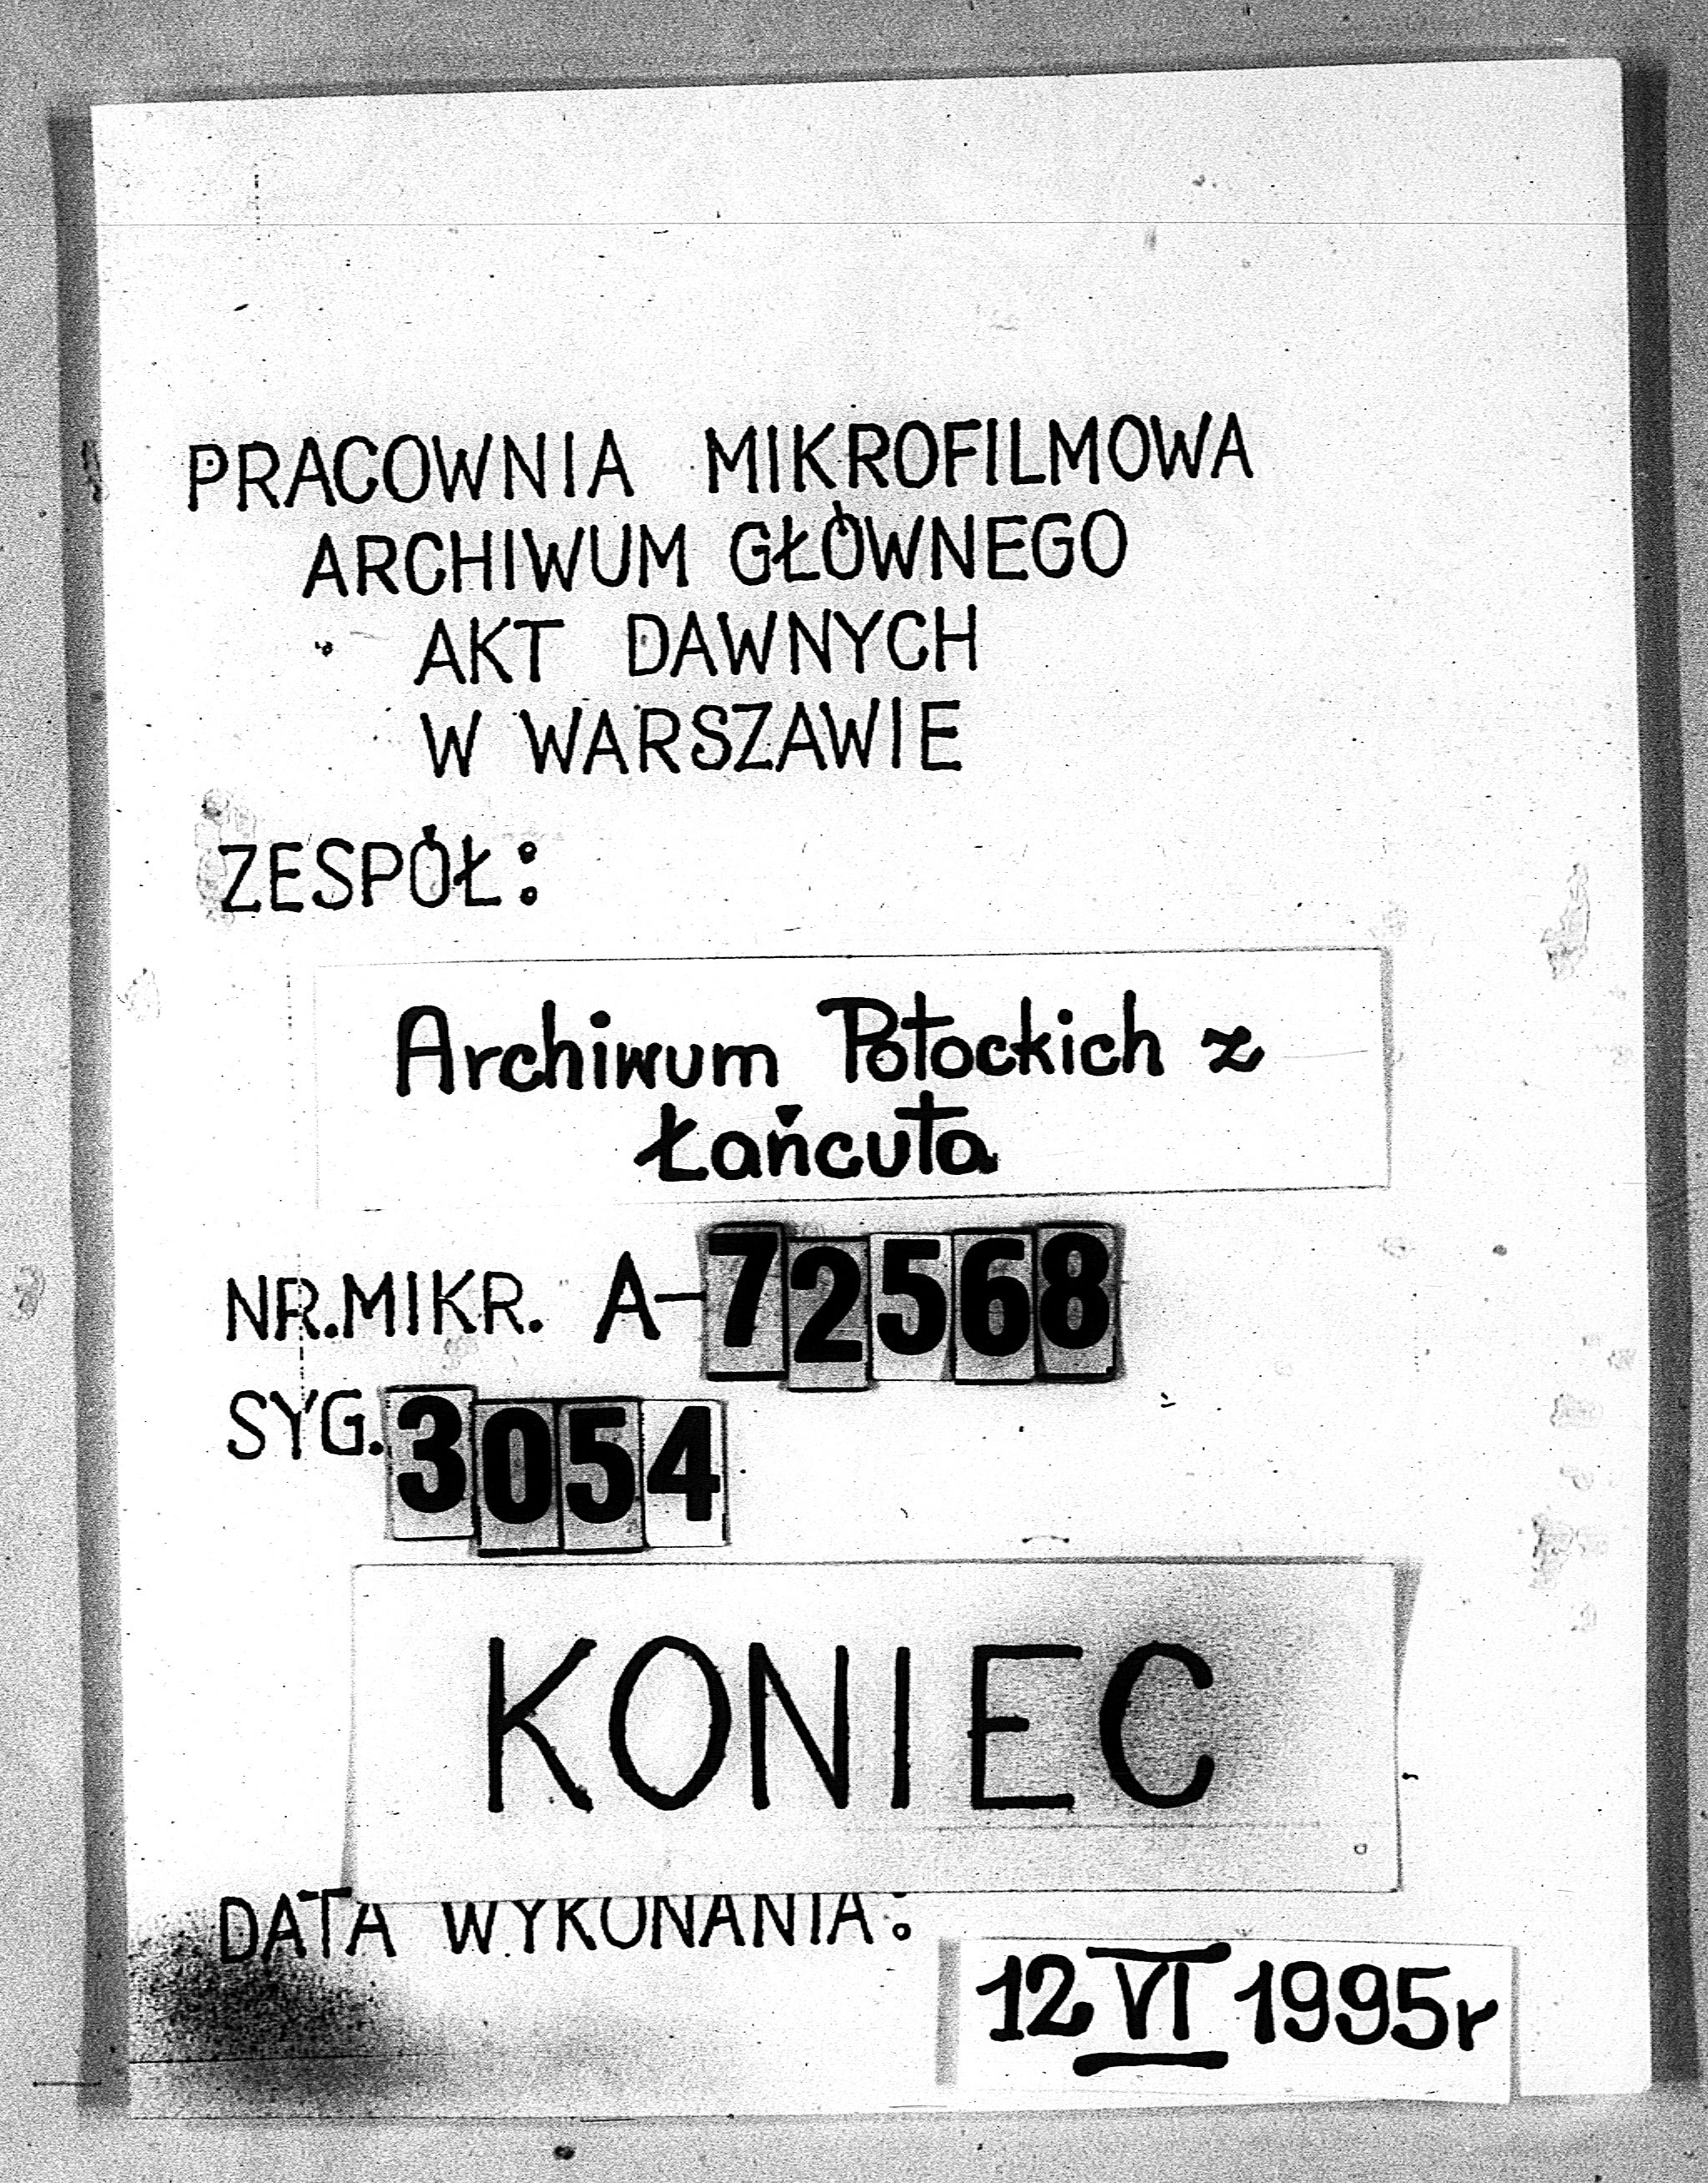 PRACOWNIA MIKROFILMOWA
ARCHIWUM GŁÓWNEGO
AKT DAWNYCH
W WARSZAWIE
ZESPÓŁ:
Archiwum Potockich z
Łańcuta
NR.MIKR. A-72568
SYG. 3054
KONIEC
DATA WYKONANIA:
12 VI 1995r